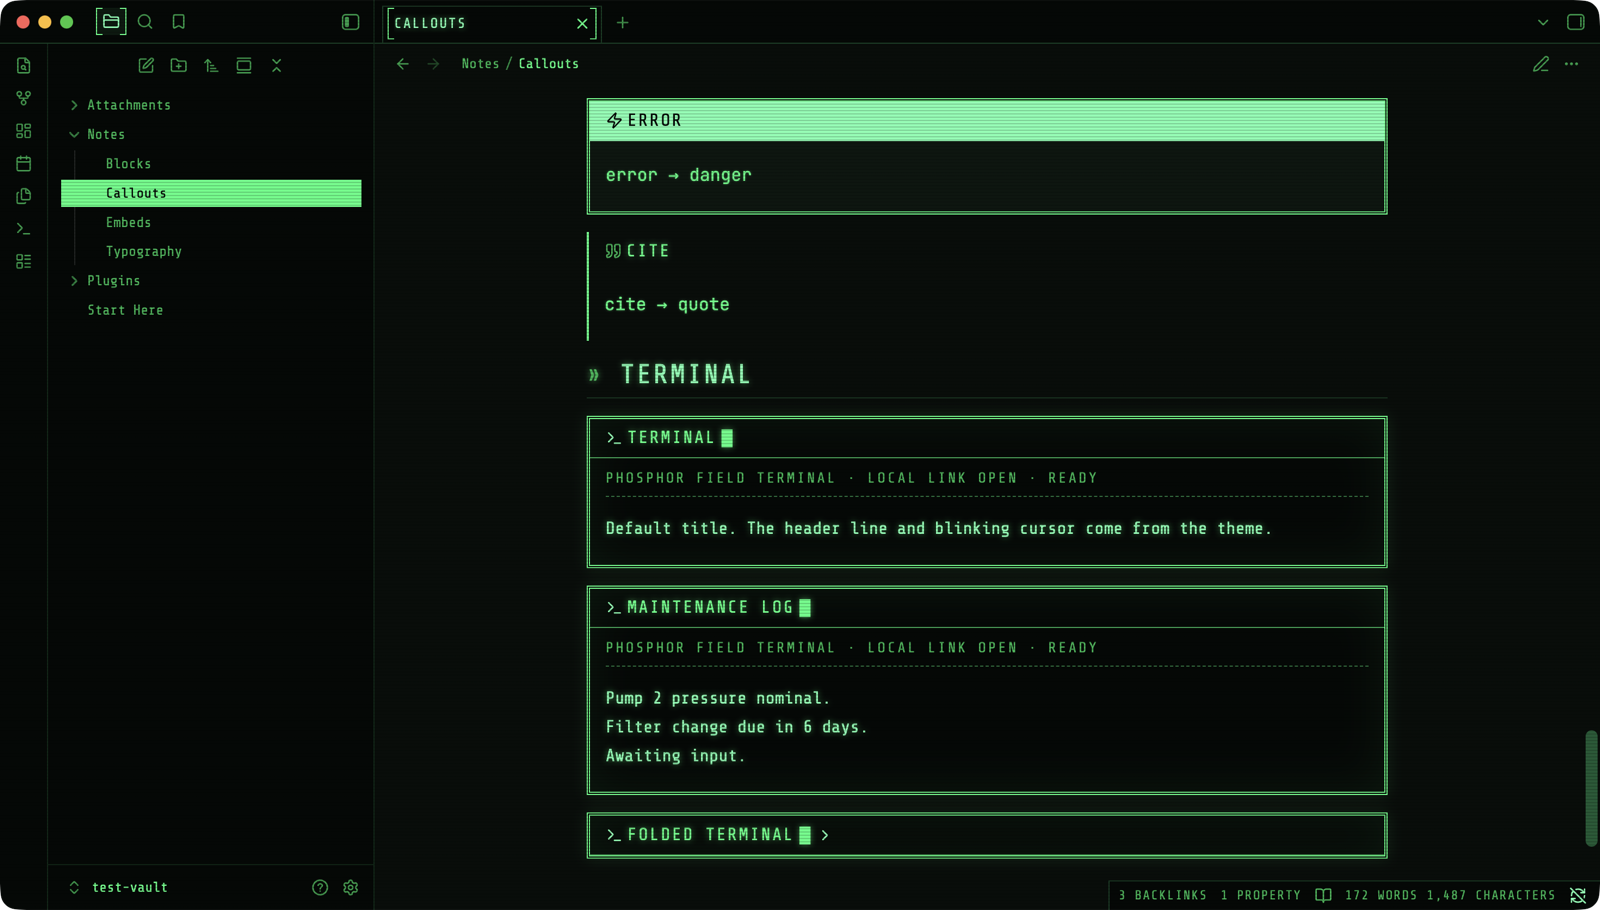 CALLOUTS
Notes / Callouts
Attachments
Notes
Blocks
Callouts
Embeds
Typography
Plugins
Start Here
test-vault
ERROR
error → danger
CITE
cite → quote
» TERMINAL
>_ TERMINAL
PHOSPHOR FIELD TERMINAL · LOCAL LINK OPEN · READY
Default title. The header line and blinking cursor come from the theme.
>_ MAINTENANCE LOG
PHOSPHOR FIELD TERMINAL · LOCAL LINK OPEN · READY
Pump 2 pressure nominal.
Filter change due in 6 days.
Awaiting input.
>_ FOLDED TERMINAL >
3 BACKLINKS 1 PROPERTY 172 WORDS 1,487 CHARACTERS